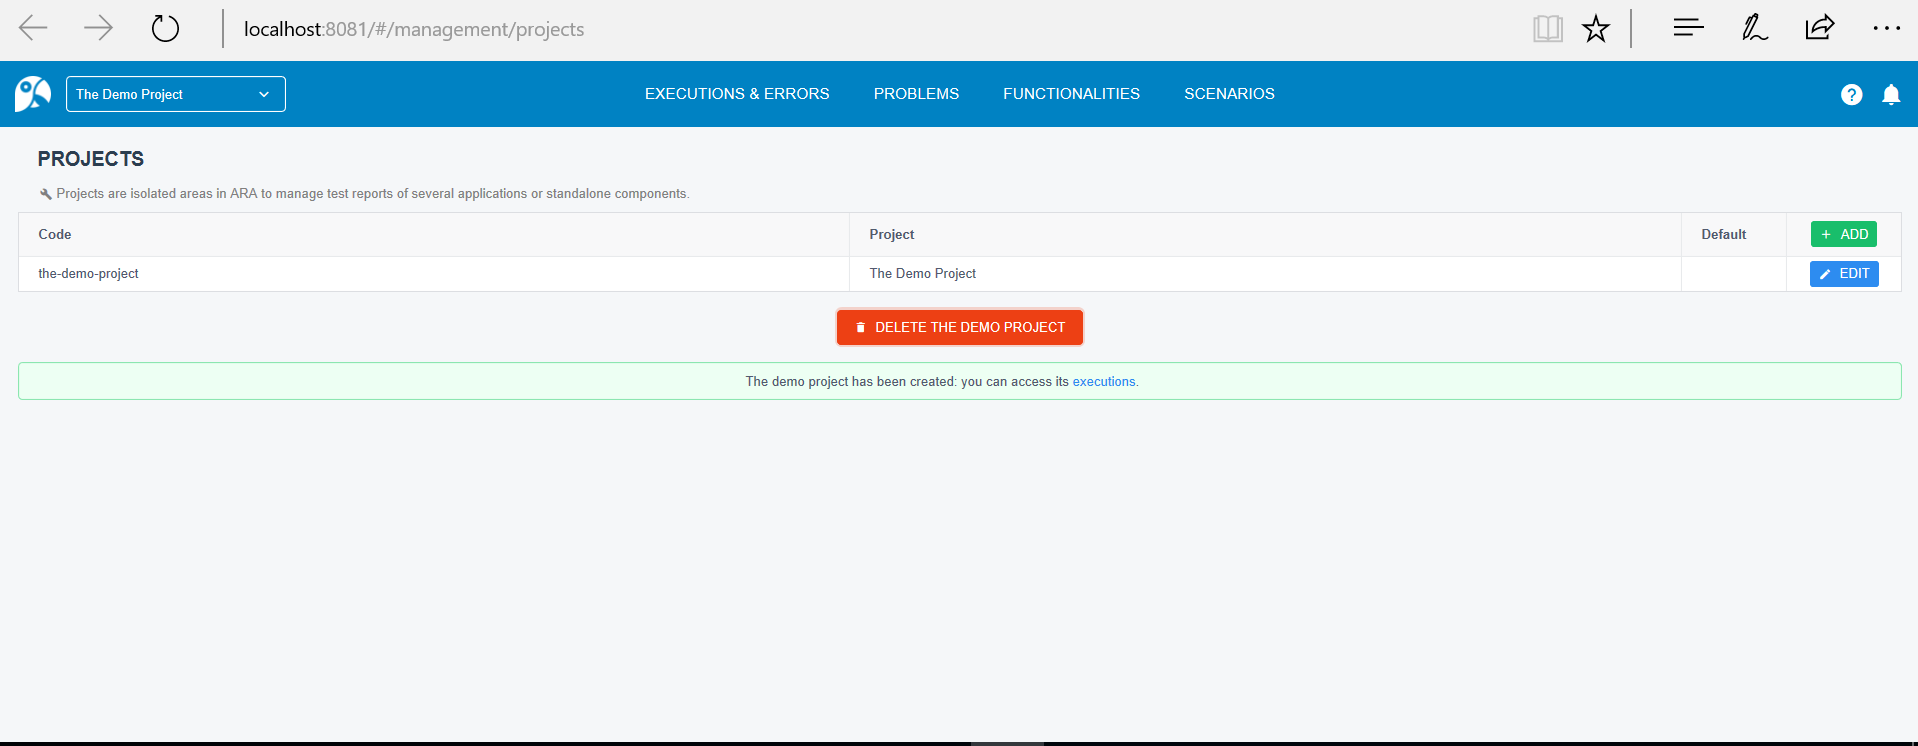 localhost:8081/#/management/projects
The Demo Project
EXECUTIONS & ERRORS
PROBLEMS
FUNCTIONALITIES
SCENARIOS
?
PROJECTS
Projects are isolated areas in ARA to manage test reports of several applications or standalone components.
Code
Project
Default
+ ADD
the-demo-project
The Demo Project
EDIT
DELETE THE DEMO PROJECT
The demo project has been created: you can access its executions.